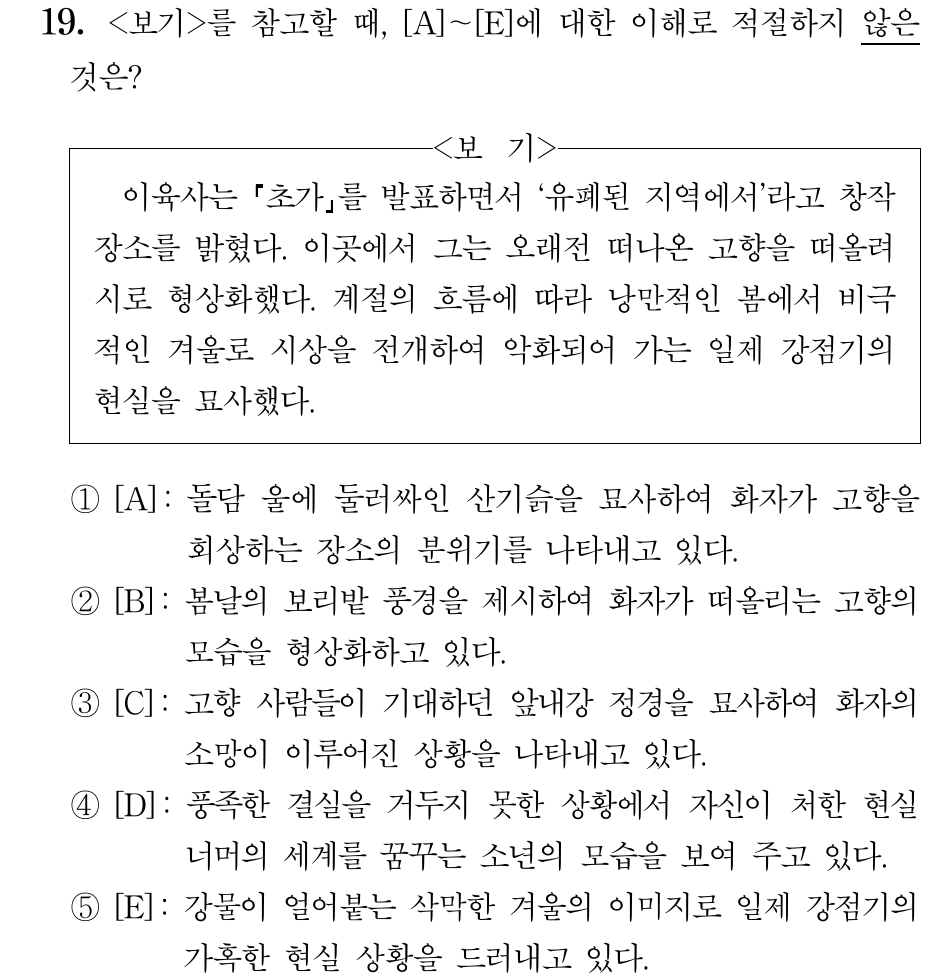 19. <보기>를 참고할 때, [A]~[E]에 대한 이해로 적절하지 않은
것은?
<보 기>
이육사는 『초가』를 발표하면서 ‘유폐된 지역에서’라고 창작
장소를 밝혔다. 이곳에서 그는 오래전 떠나온 고향을 떠올려
시로 형상화했다. 계절의 흐름에 따라 낭만적인 봄에서 비극
적인 겨울로 시상을 전개하여 악화되어 가는 일제 강점기의
현실을 묘사했다.
① [A]: 돌담 울에 둘러싸인 산기슭을 묘사하여 화자가 고향을
회상하는 장소의 분위기를 나타내고 있다.
② [B]: 봄날의 보리밭 풍경을 제시하여 화자가 떠올리는 고향의
모습을 형상화하고 있다.
③ [C]: 고향 사람들이 기대하던 앞내강 정경을 묘사하여 화자의
소망이 이루어진 상황을 나타내고 있다.
④ [D]: 풍족한 결실을 거두지 못한 상황에서 자신이 처한 현실
너머의 세계를 꿈꾸는 소년의 모습을 보여 주고 있다.
⑤ [E]: 강물이 얼어붙는 삭막한 겨울의 이미지로 일제 강점기의
가혹한 현실 상황을 드러내고 있다.